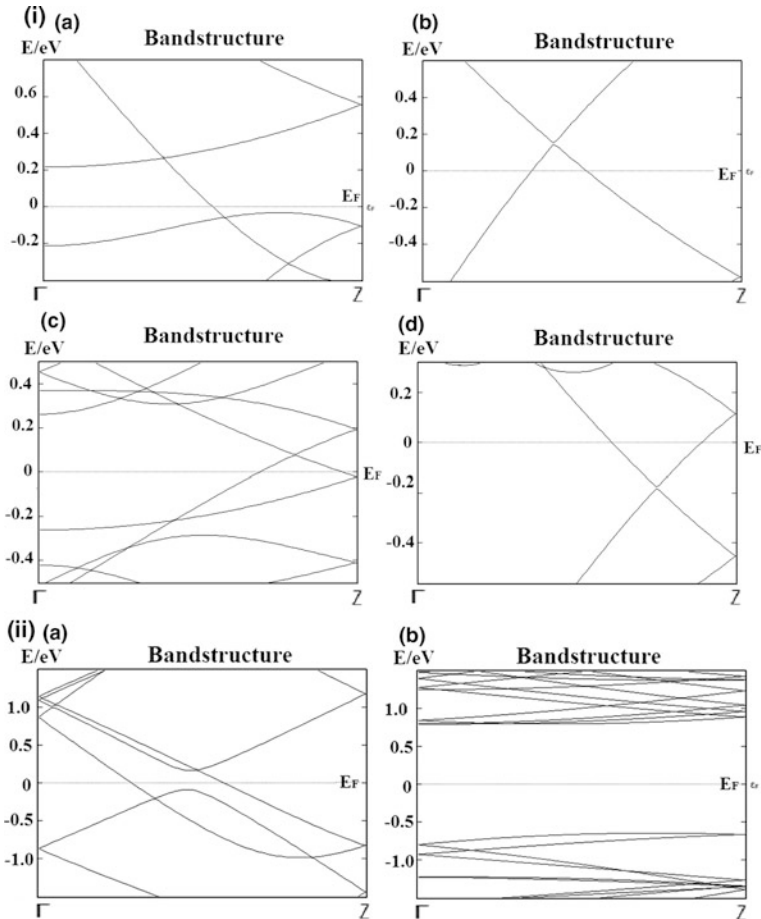 (i) (a)
Bandstructure
E/eV
0.6
0.4
0.2
0
-0.2
EF
εF
Γ
Z
(b)
Bandstructure
E/eV
0.4
0.2
0
-0.2
-0.4
EF
Γ
Z
(c)
Bandstructure
E/eV
0.4
0.2
0
-0.2
-0.4
EF
Γ
Z
(d)
Bandstructure
E/eV
0.2
0
-0.2
-0.4
EF
Γ
Z
(ii) (a)
Bandstructure
E/eV
1.0
0.5
0
-0.5
-1.0
EF
Γ
Z
(b)
Bandstructure
E/eV
1.0
0.5
0
-0.5
-1.0
EF
Γ
Z